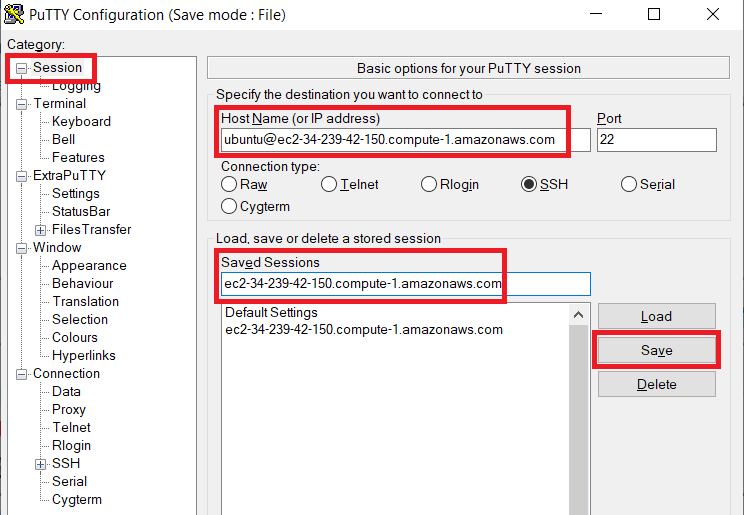 PuTTY Configuration (Save mode : File)
Category:
Session
Logging
Terminal
Keyboard
Bell
Features
ExtraPuTTY
Settings
StatusBar
FilesTransfer
Window
Appearance
Behaviour
Translation
Selection
Colours
Hyperlinks
Connection
Data
Proxy
Telnet
Rlogin
SSH
Serial
Cygterm
Basic options for your PuTTY session
Specify the destination you want to connect to
Host Name (or IP address) Port
ubuntu@ec2-34-239-42-150.compute-1.amazonaws.com 22
Connection type:
Raw Telnet Rlogin SSH Serial
Cygterm
Load, save or delete a stored session
Saved Sessions
ec2-34-239-42-150.compute-1.amazonaws.com
Default Settings
ec2-34-239-42-150.compute-1.amazonaws.com
Load
Save
Delete